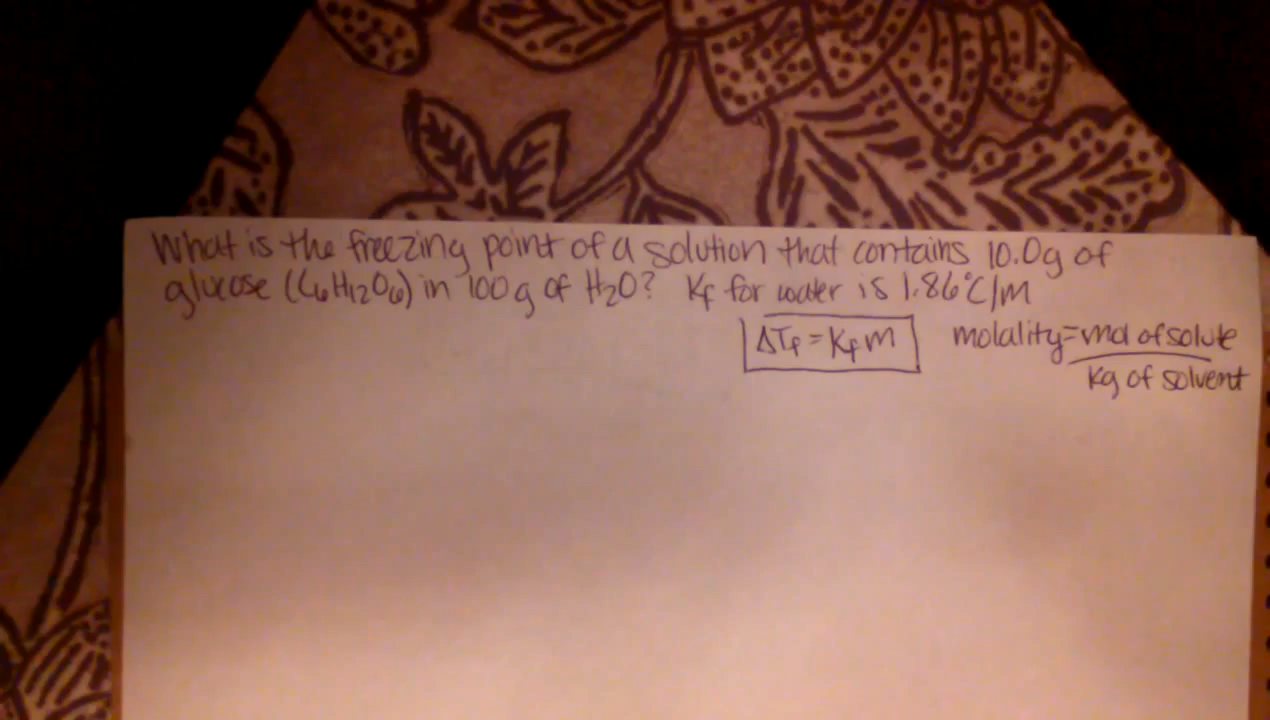 What is the freezing point of a solution that contains 10.0g of
glucose (C₆H₁₂O₆) in 100g of H₂O? Kf for water is 1.86°C/m
ΔTf = Kf m molality = mol of solute
kg of solvent